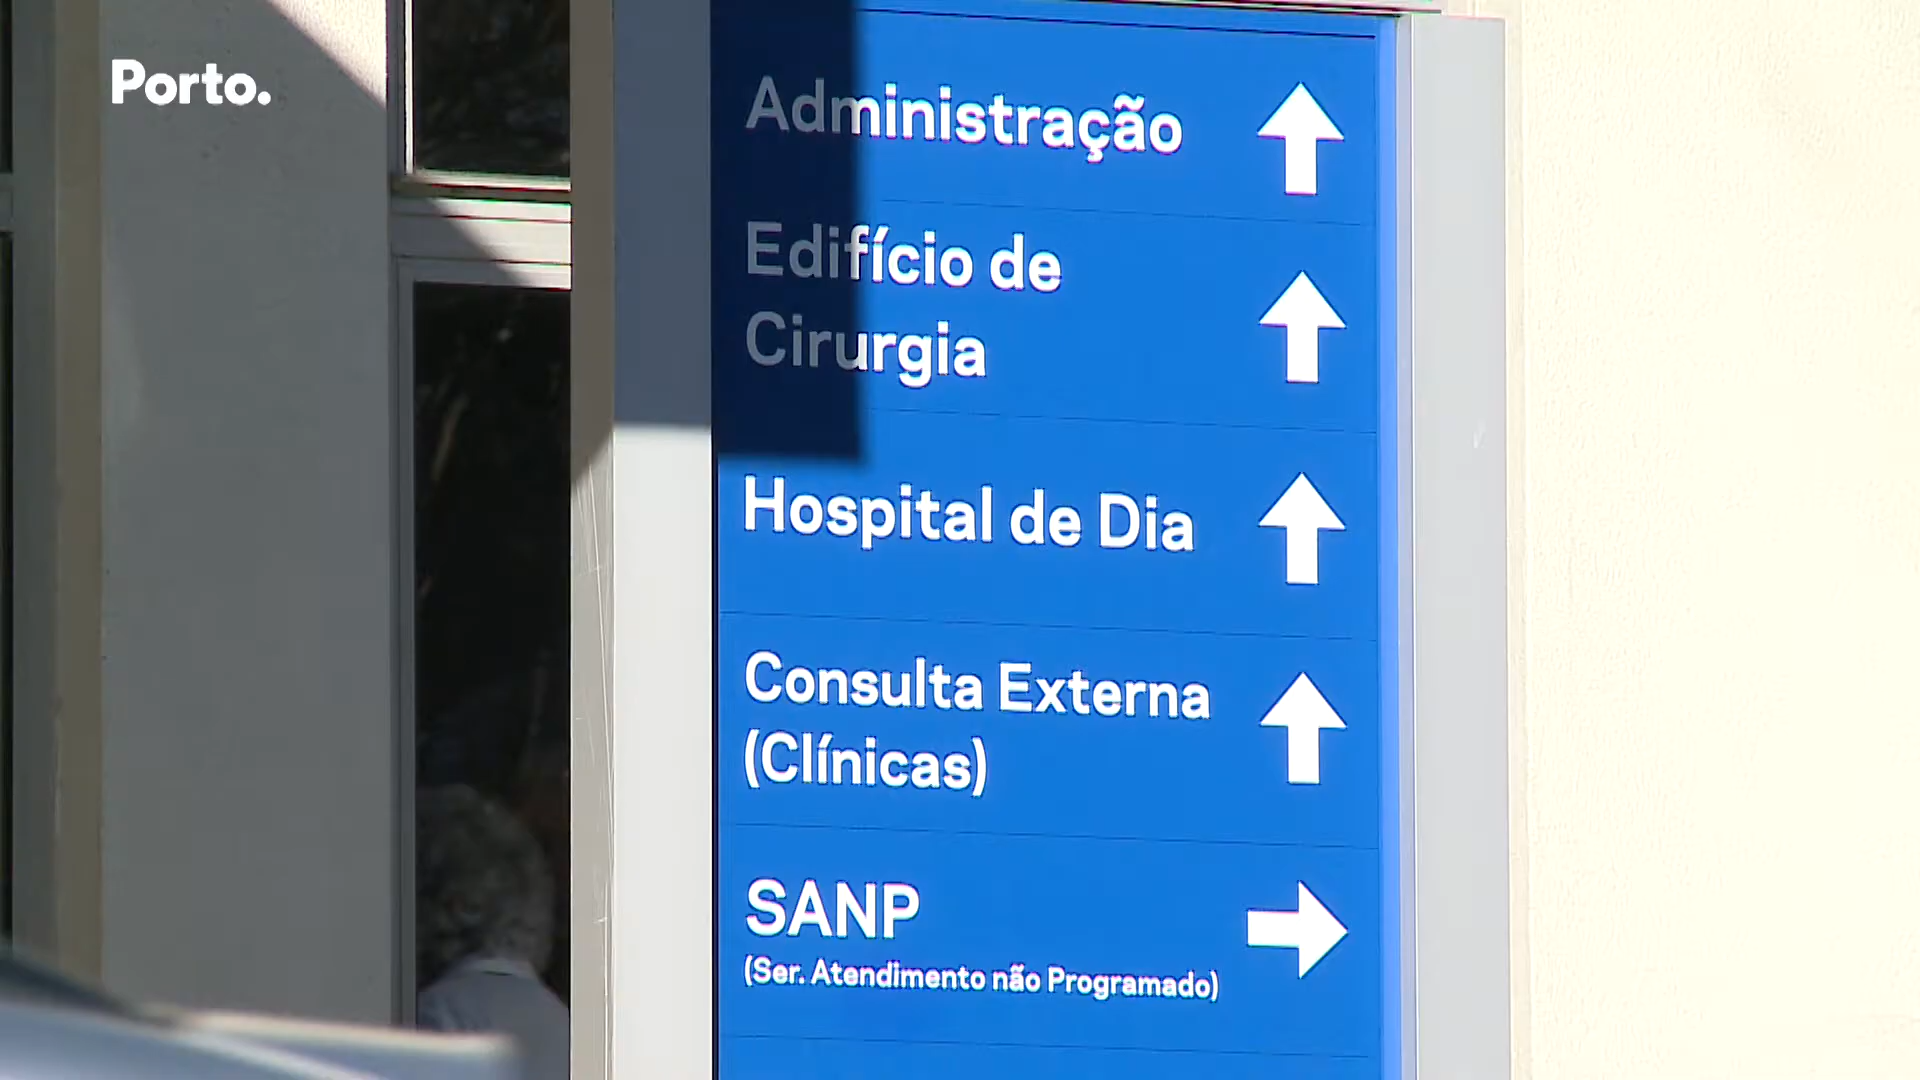 Porto.
Administração
Edifício de
Cirurgia
Hospital de Dia
Consulta Externa
(Clínicas)
SANP
(Ser. Atendimento não Programado)